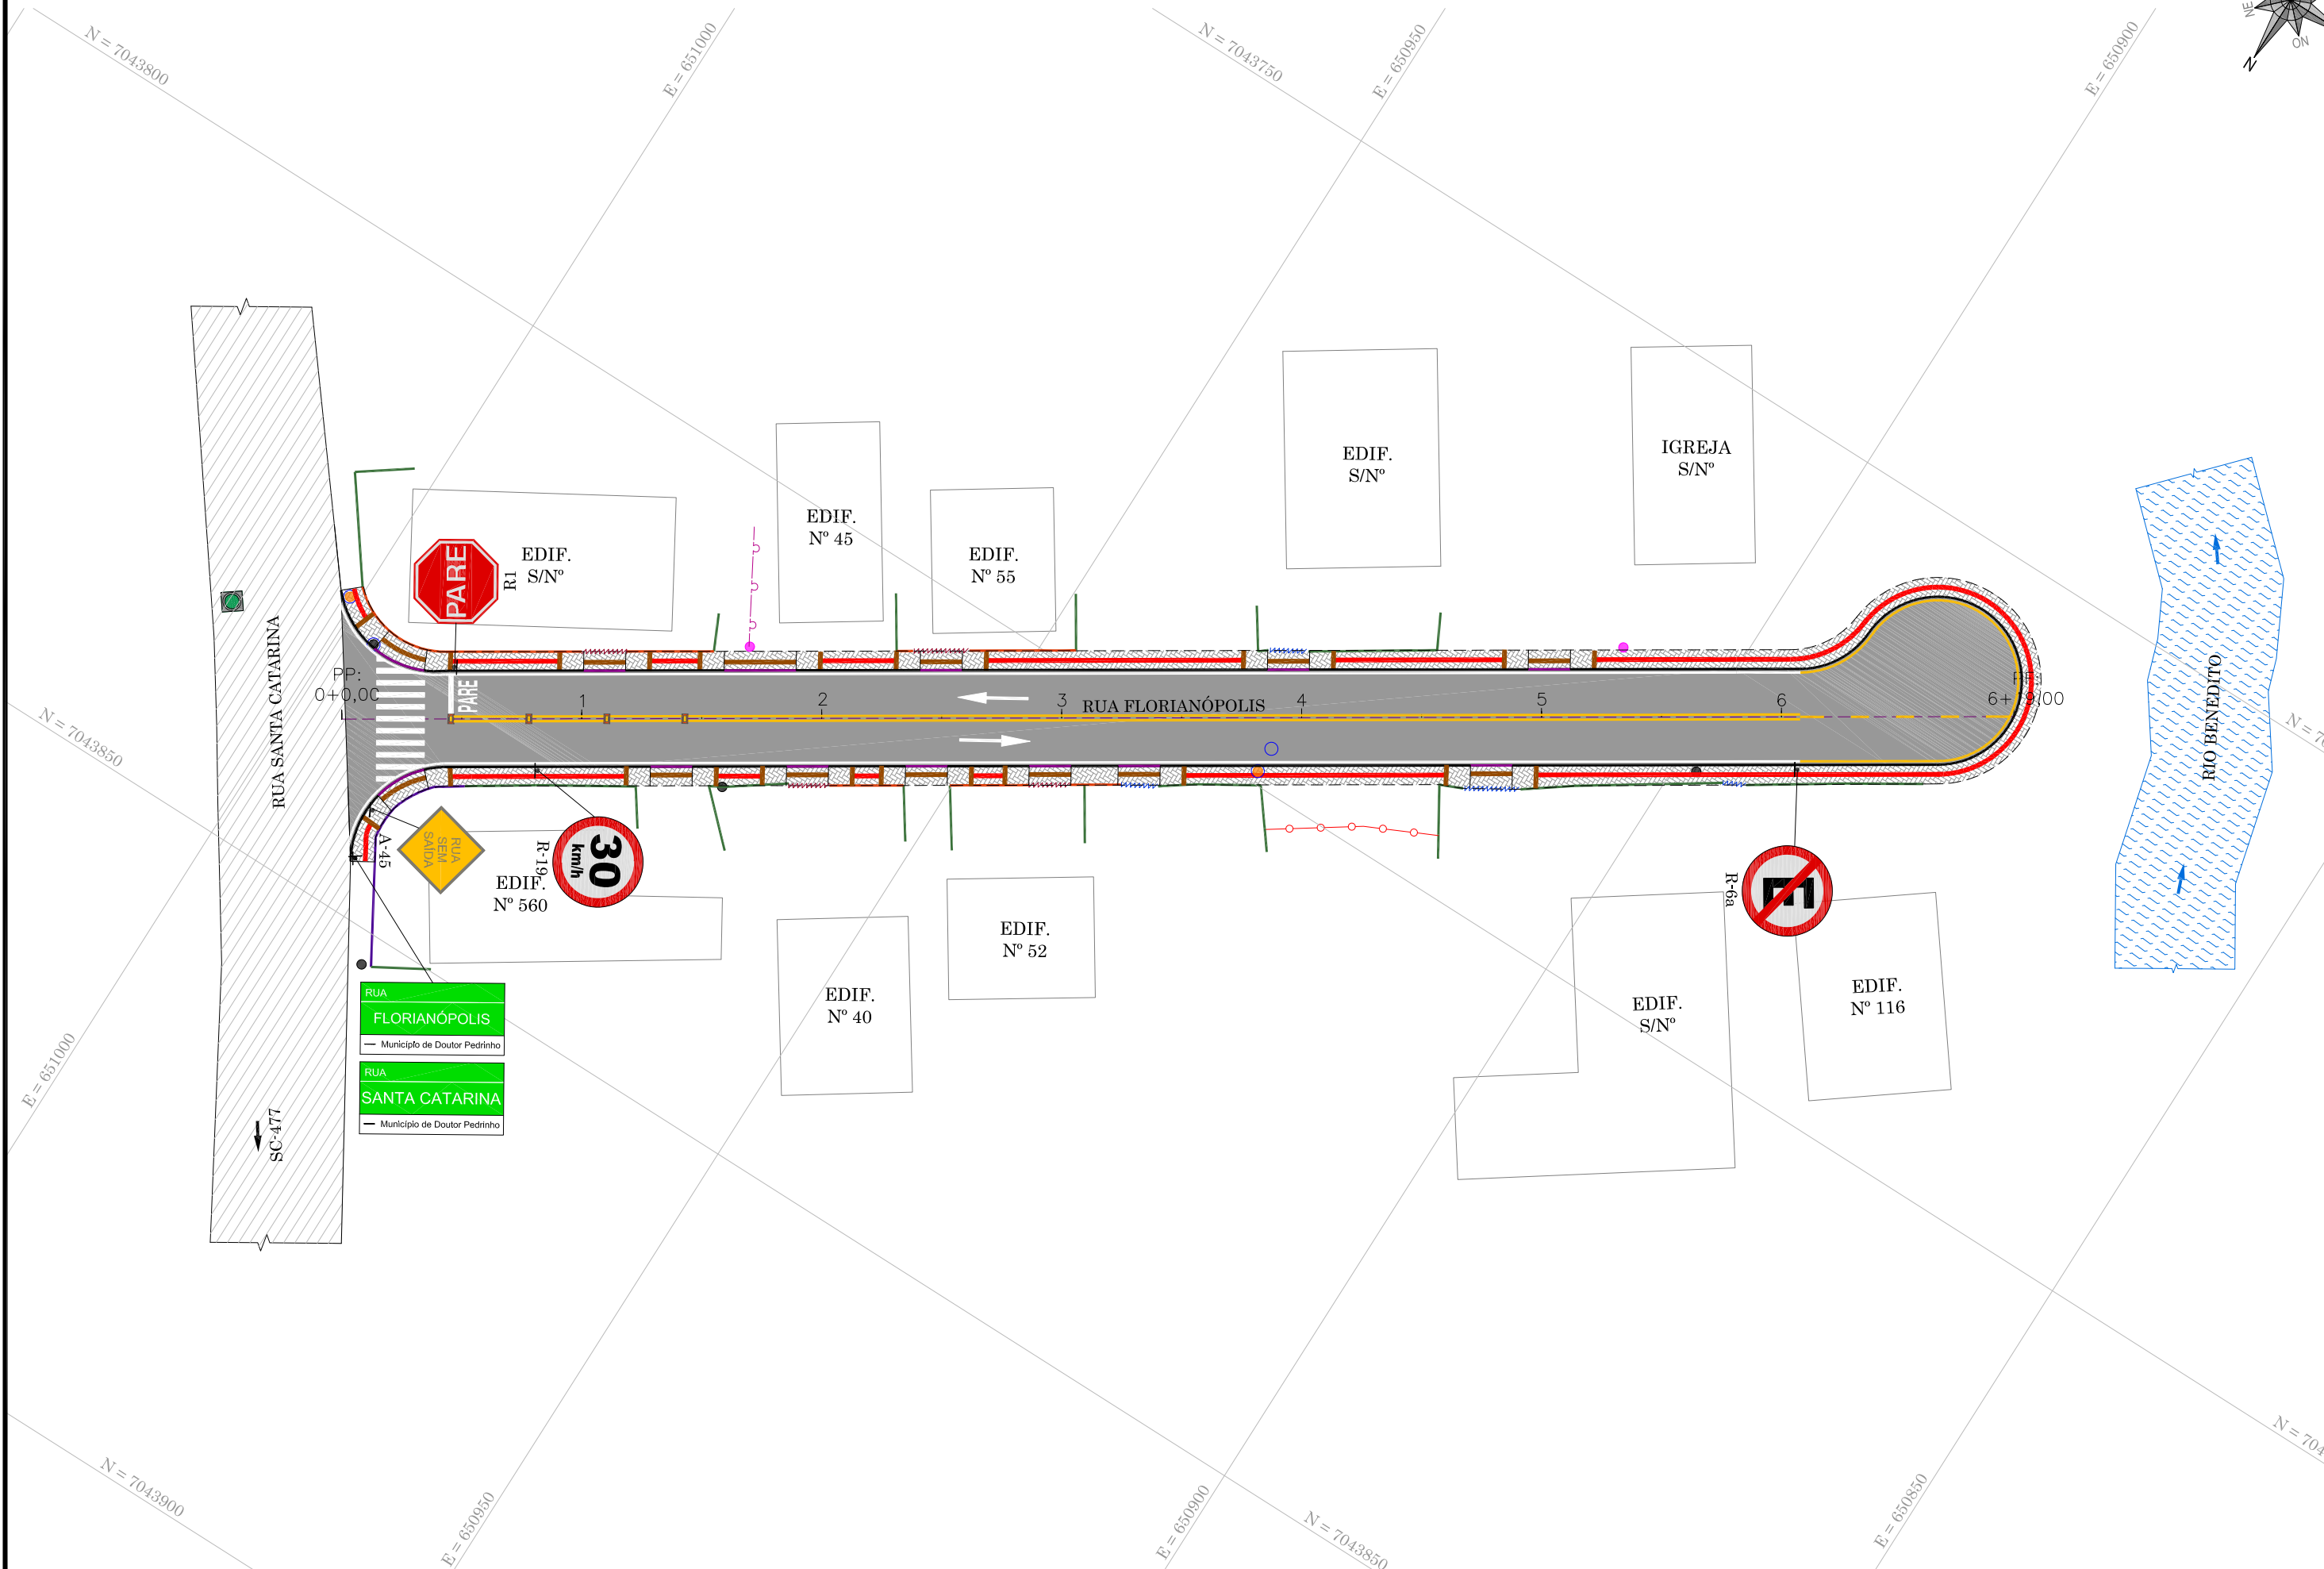 N = 7043800
E = 651000
N = 7043750
E = 650950
E = 650900
NE
NO
N
EDIF.
S/Nº
IGREJA
S/Nº
EDIF.
Nº 45
EDIF.
Nº 55
EDIF.
S/Nº
PARE
R1
RUA SANTA CATARINA
PP:
0+0,00
PARE
1
2
3
4
5
6
RUA FLORIANÓPOLIS
RIO BENEDITO
N = 7043850
A-45
RUA
SEM
SAÍDA
R-19
30
km/h
EDIF.
Nº 560
R-6a
E
EDIF.
Nº 52
EDIF.
Nº 40
EDIF.
S/Nº
EDIF.
Nº 116
RUA
FLORIANÓPOLIS
Município de Doutor Pedrinho
RUA
SANTA CATARINA
Município de Doutor Pedrinho
SC-477
E = 651000
N = 7043900
E = 650950
E = 650900
N = 7043850
E = 650850